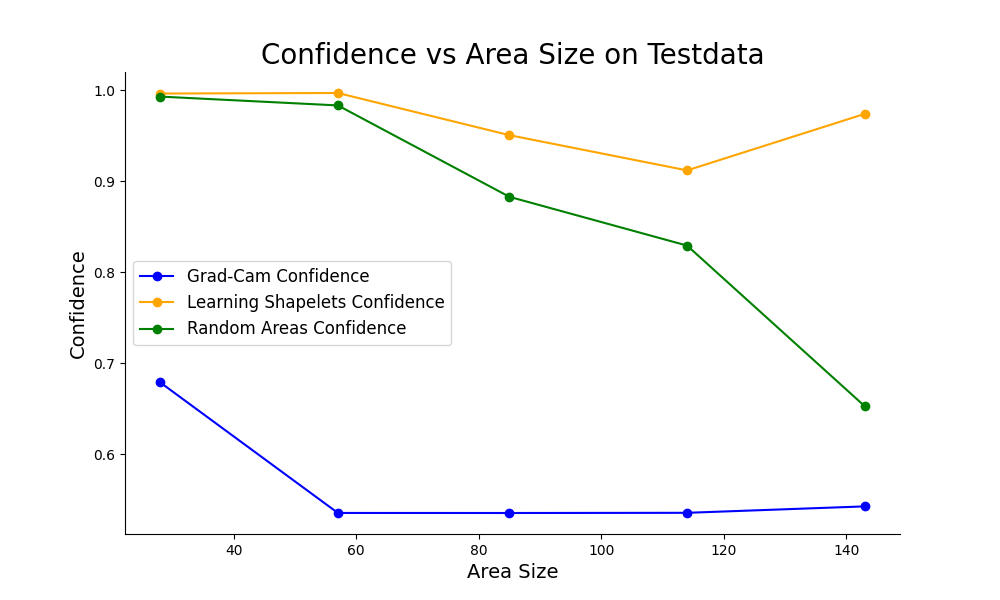 Confidence vs Area Size on Testdata
1.0
0.9
0.8
0.7
0.6
Confidence
Grad-Cam Confidence
Learning Shapelets Confidence
Random Areas Confidence
40 60 80 100 120 140
Area Size